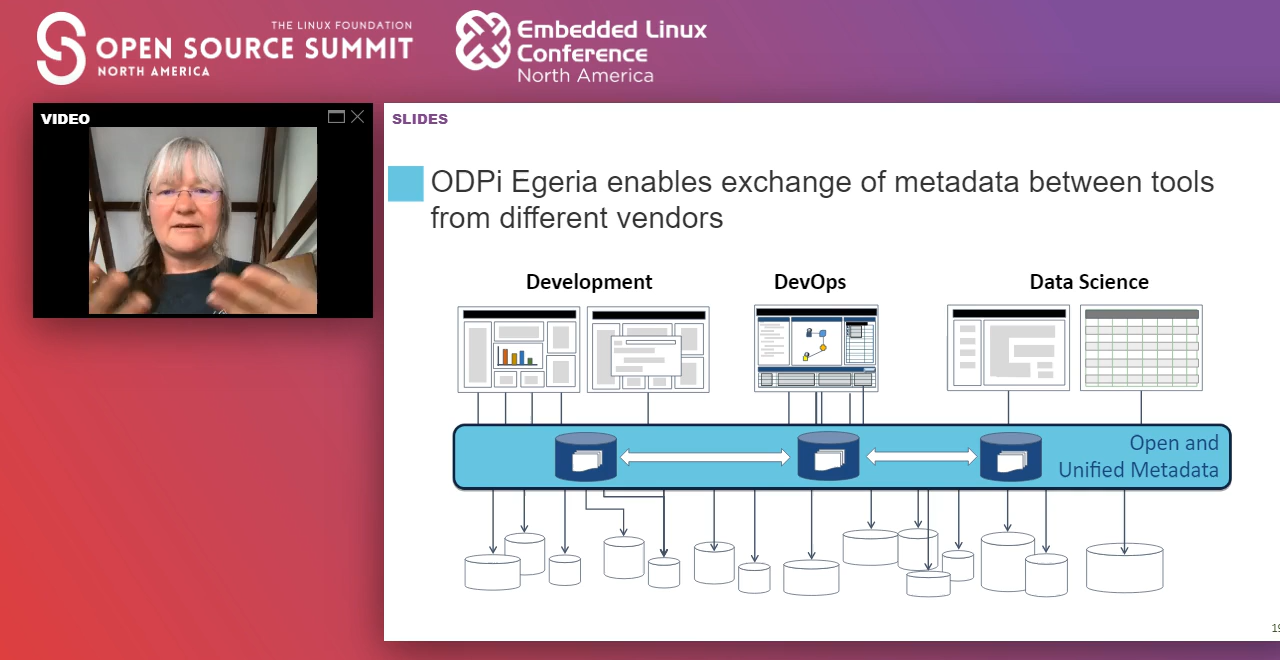 THE LINUX FOUNDATION
OPEN SOURCE SUMMIT
NORTH AMERICA
Embedded Linux
Conference
North America
VIDEO
SLIDES
ODPi Egeria enables exchange of metadata between tools
from different vendors
Development
DevOps
Data Science
Open and
Unified Metadata